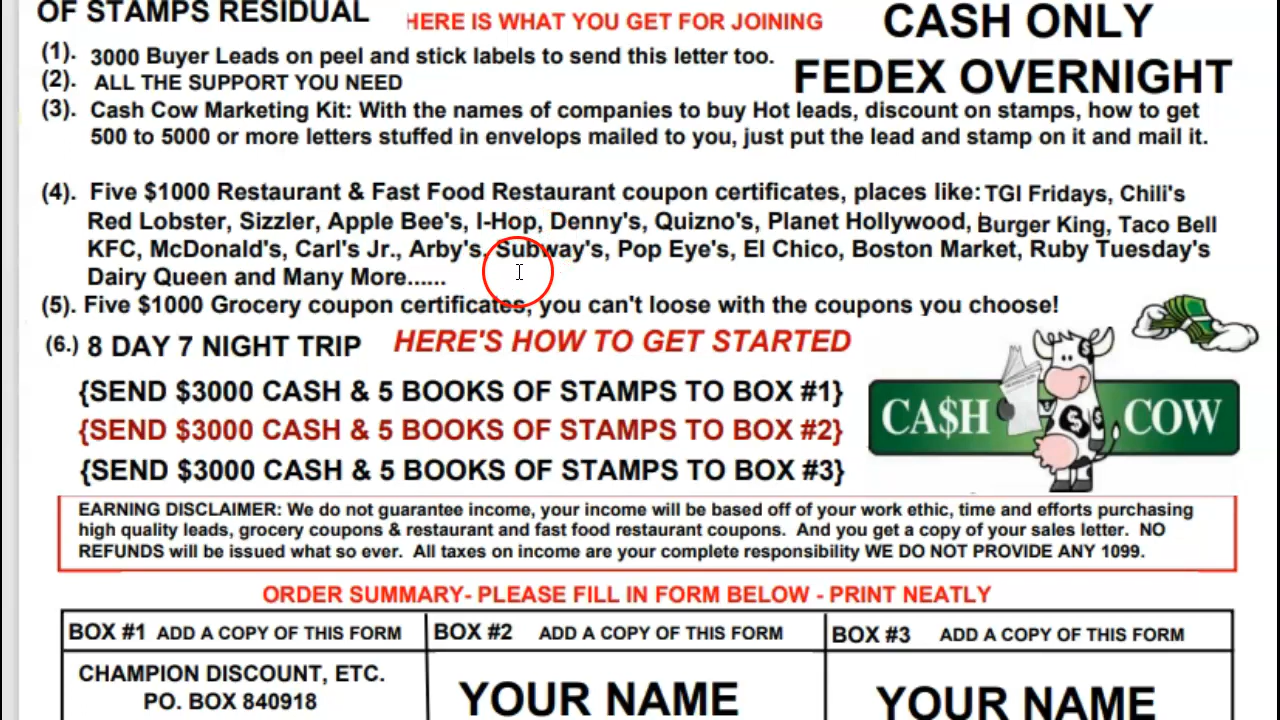 OF STAMPS RESIDUAL
HERE IS WHAT YOU GET FOR JOINING
CASH ONLY
FEDEX OVERNIGHT
(1). 3000 Buyer Leads on peel and stick labels to send this letter too.
(2). ALL THE SUPPORT YOU NEED
(3). Cash Cow Marketing Kit: With the names of companies to buy Hot leads, discount on stamps, how to get
500 to 5000 or more letters stuffed in envelops mailed to you, just put the lead and stamp on it and mail it.
(4). Five $1000 Restaurant & Fast Food Restaurant coupon certificates, places like: TGI Fridays, Chili's
Red Lobster, Sizzler, Apple Bee's, I-Hop, Denny's, Quizno's, Planet Hollywood, Burger King, Taco Bell
KFC, McDonald's, Carl's Jr., Arby's, Subway's, Pop Eye's, El Chico, Boston Market, Ruby Tuesday's
Dairy Queen and Many More......
(5). Five $1000 Grocery coupon certificates, you can't loose with the coupons you choose!
(6.) 8 DAY 7 NIGHT TRIP
HERE'S HOW TO GET STARTED
{SEND $3000 CASH & 5 BOOKS OF STAMPS TO BOX #1}
{SEND $3000 CASH & 5 BOOKS OF STAMPS TO BOX #2}
{SEND $3000 CASH & 5 BOOKS OF STAMPS TO BOX #3}
CA$H COW
EARNING DISCLAIMER: We do not guarantee income, your income will be based off of your work ethic, time and efforts purchasing
high quality leads, grocery coupons & restaurant and fast food restaurant coupons. And you get a copy of your sales letter. NO
REFUNDS will be issued what so ever. All taxes on income are your complete responsibility WE DO NOT PROVIDE ANY 1099.
ORDER SUMMARY- PLEASE FILL IN FORM BELOW - PRINT NEATLY
BOX #1 ADD A COPY OF THIS FORM
BOX #2 ADD A COPY OF THIS FORM
BOX #3 ADD A COPY OF THIS FORM
CHAMPION DISCOUNT, ETC.
PO. BOX 840918
YOUR NAME
YOUR NAME